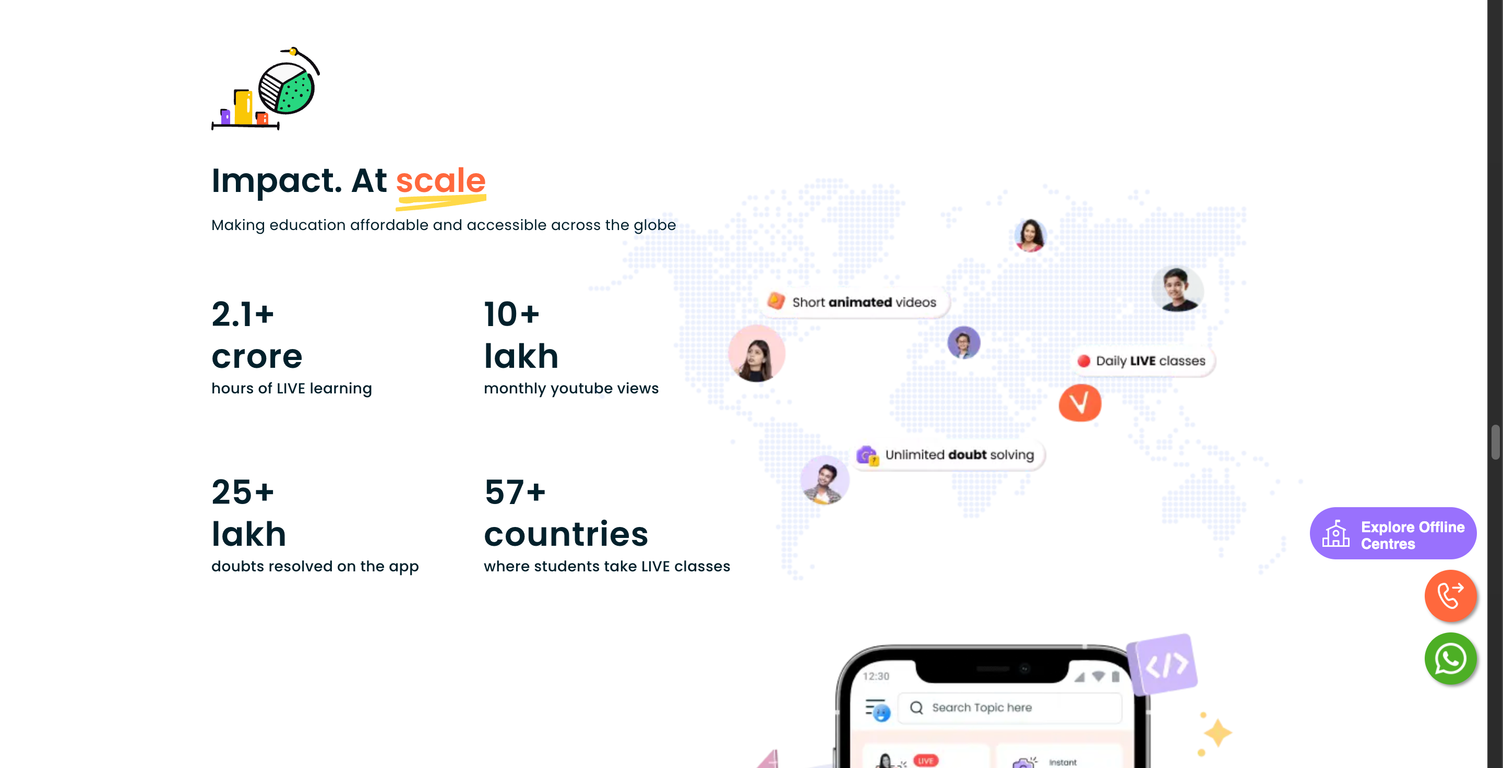 Impact. At scale
Making education affordable and accessible across the globe
2.1+
crore
hours of LIVE learning
10+
lakh
monthly youtube views
25+
lakh
doubts resolved on the app
57+
countries
where students take LIVE classes
Short animated videos
Daily LIVE classes
Unlimited doubt solving
Explore Offline
Centres
12:30
</>
Search Topic here
LIVE
Instant